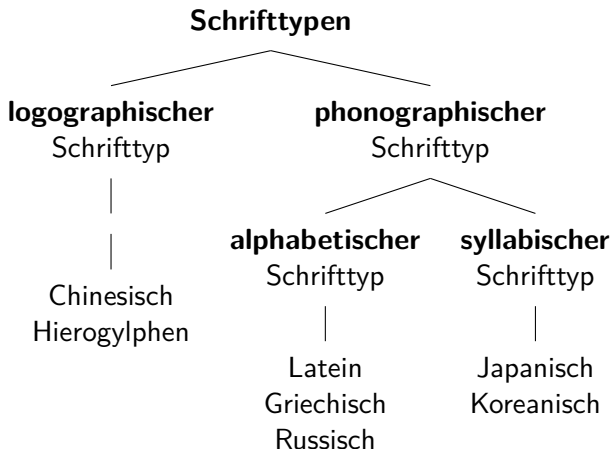 Schrifttypen
logographischer
Schrifttyp
phonographischer
Schrifttyp
alphabetischer
Schrifttyp
syllabischer
Schrifttyp
Chinesisch
Hierogylphen
Latein
Griechisch
Russisch
Japanisch
Koreanisch